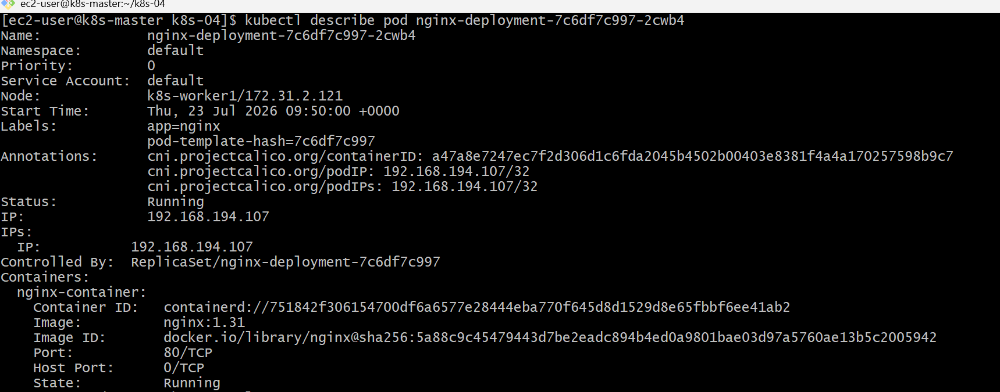 ec2-user@k8s-master:~/k8s-04
[ec2-user@k8s-master k8s-04]$ kubectl describe pod nginx-deployment-7c6df7c997-2cwb4
Name:             nginx-deployment-7c6df7c997-2cwb4
Namespace:        default
Priority:         0
Service Account:  default
Node:             k8s-worker1/172.31.2.121
Start Time:       Thu, 23 Jul 2026 09:50:00 +0000
Labels:           app=nginx
                  pod-template-hash=7c6df7c997
Annotations:      cni.projectcalico.org/containerID: a47a8e7247ec7f2d306d1c6fda2045b4502b00403e8381f4a4a170257598b9c7
                  cni.projectcalico.org/podIP: 192.168.194.107/32
                  cni.projectcalico.org/podIPs: 192.168.194.107/32
Status:           Running
IP:               192.168.194.107
IPs:
  IP:           192.168.194.107
Controlled By:  ReplicaSet/nginx-deployment-7c6df7c997
Containers:
  nginx-container:
    Container ID:   containerd://751842f306154700df6a6577e28444eba770f645d8d1529d8e65fbbf6ee41ab2
    Image:          nginx:1.31
    Image ID:       docker.io/library/nginx@sha256:5a88c9c45479443d7be2eadc894b4ed0a9801bae03d97a5760ae13b5c2005942
    Port:           80/TCP
    Host Port:      0/TCP
    State:          Running